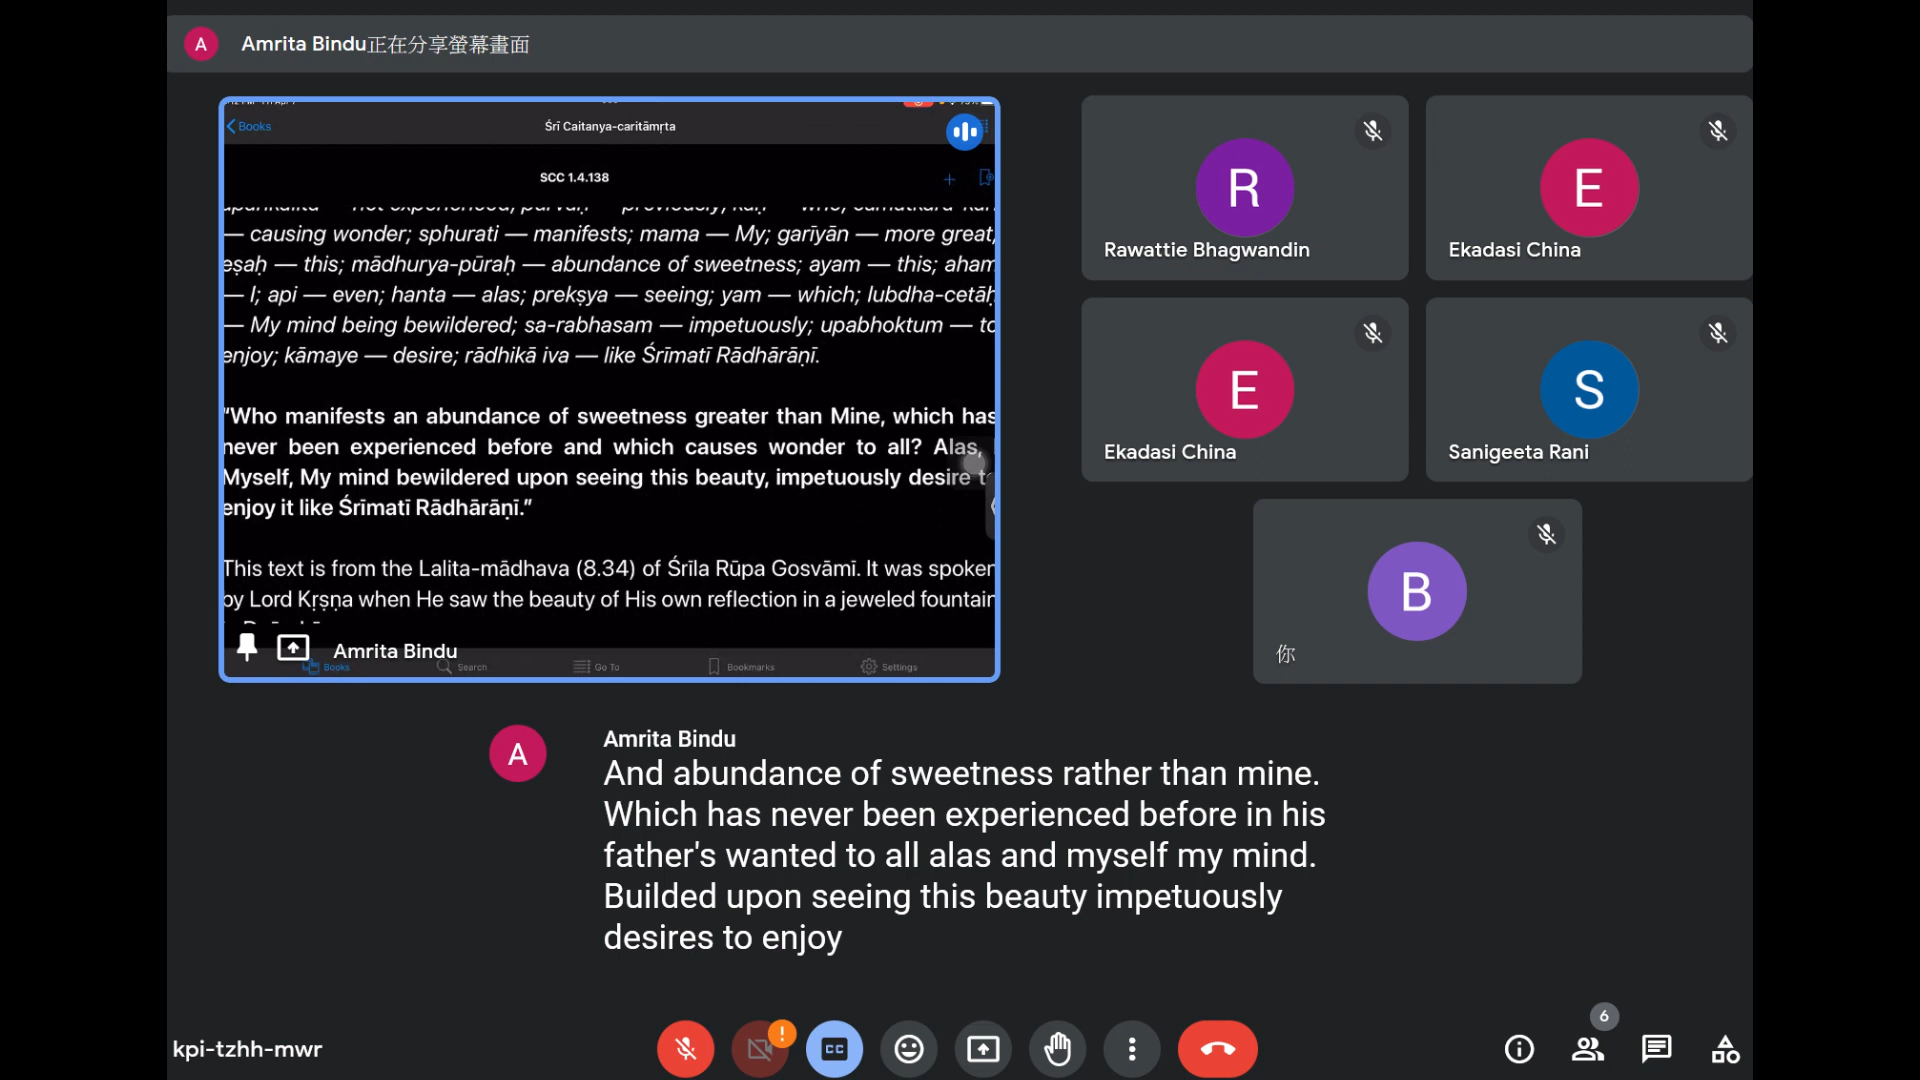 Amrita Bindu正在分享螢幕畫面
Books
Śrī Caitanya-caritāmṛta
SCC 1.4.138
— causing wonder; sphurati — manifests; mama — My; garīyān — more great;
eṣaḥ — this; mādhurya-pūraḥ — abundance of sweetness; ayam — this; aham
— I; api — even; hanta — alas; prekṣya — seeing; yam — which; lubdha-cetāḥ
— My mind being bewildered; sa-rabhasam — impetuously; upabhoktum — to
enjoy; kāmaye — desire; rādhikā iva — like Śrīmatī Rādhārāṇī.
"Who manifests an abundance of sweetness greater than Mine, which has
never been experienced before and which causes wonder to all? Alas,
Myself, My mind bewildered upon seeing this beauty, impetuously desire to
enjoy it like Śrīmatī Rādhārāṇī."
This text is from the Lalita-mādhava (8.34) of Śrīla Rūpa Gosvāmī. It was spoken
by Lord Kṛṣṇa when He saw the beauty of His own reflection in a jeweled fountain
Amrita Bindu
Books
Search
Go To
Bookmarks
Settings
R
Rawattie Bhagwandin
E
Ekadasi China
E
Ekadasi China
S
Sanigeeta Rani
B
你
A
Amrita Bindu
And abundance of sweetness rather than mine.
Which has never been experienced before in his
father's wanted to all alas and myself my mind.
Builded upon seeing this beauty impetuously
desires to enjoy
kpi-tzhh-mwr
CC
6